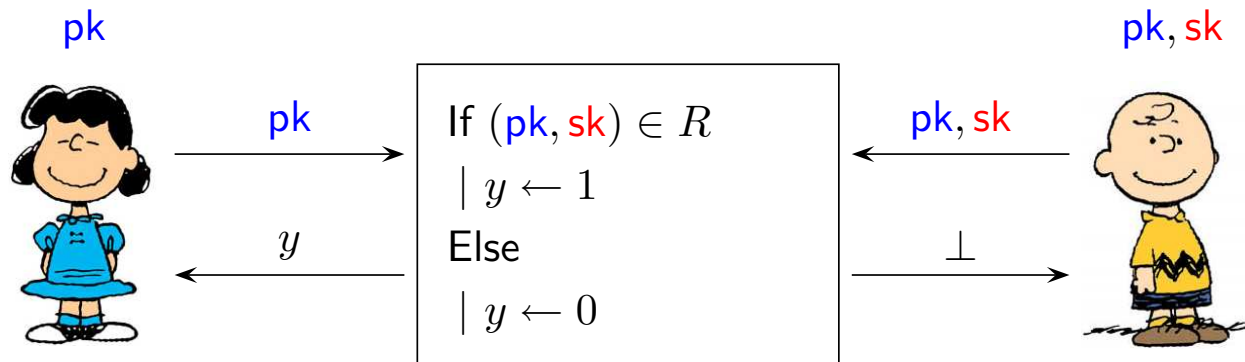 pk
pk, sk
pk
If (pk, sk) ∈ R
pk, sk
| y ← 1
y
Else
⊥
| y ← 0